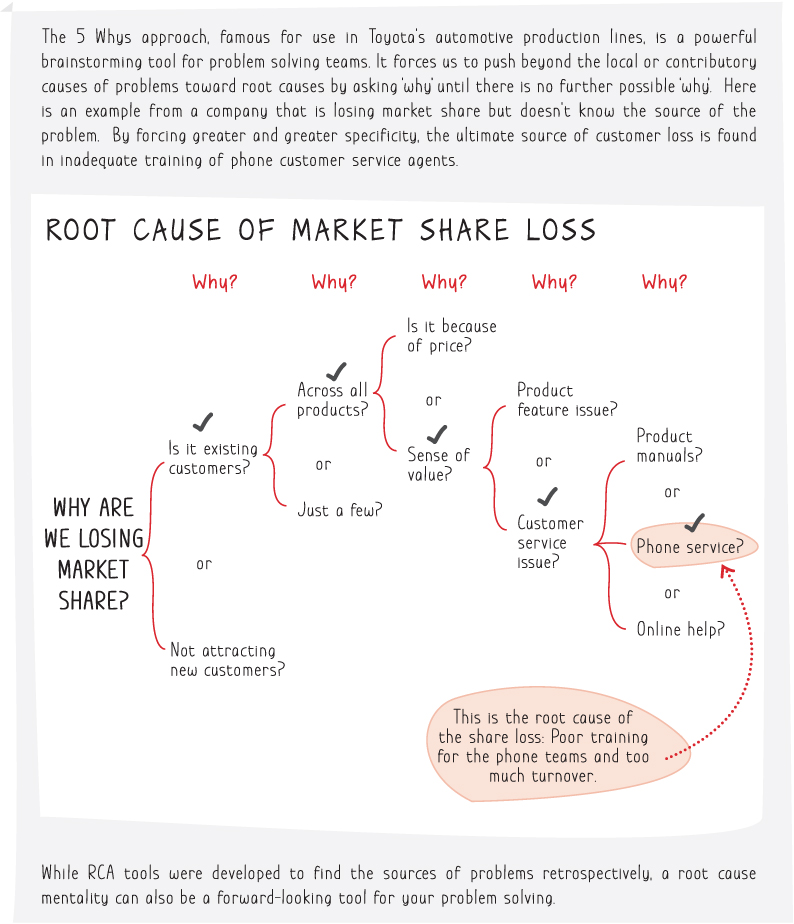 The 5 Whys approach, famous for use in Toyota's automotive production lines, is a powerful
brainstorming tool for problem solving teams. It forces us to push beyond the local or contributory
causes of problems toward root causes by asking 'why' until there is no further possible 'why'. Here
is an example from a company that is losing market share but doesn't know the source of the
problem. By forcing greater and greater specificity, the ultimate source of customer loss is found
in inadequate training of phone customer service agents.
ROOT CAUSE OF MARKET SHARE LOSS
Why? Why? Why? Why? Why?
WHY ARE
WE LOSING
MARKET
SHARE?
Is it existing
customers?
or
Not attracting
new customers?
Across all
products?
or
Just a few?
Is it because
of price?
or
Sense of
value?
Product
feature issue?
or
Customer
service
issue?
Product
manuals?
or
Phone service?
or
Online help?
This is the root cause of
the share loss: Poor training
for the phone teams and too
much turnover.
While RCA tools were developed to find the sources of problems retrospectively, a root cause
mentality can also be a forward-looking tool for your problem solving.